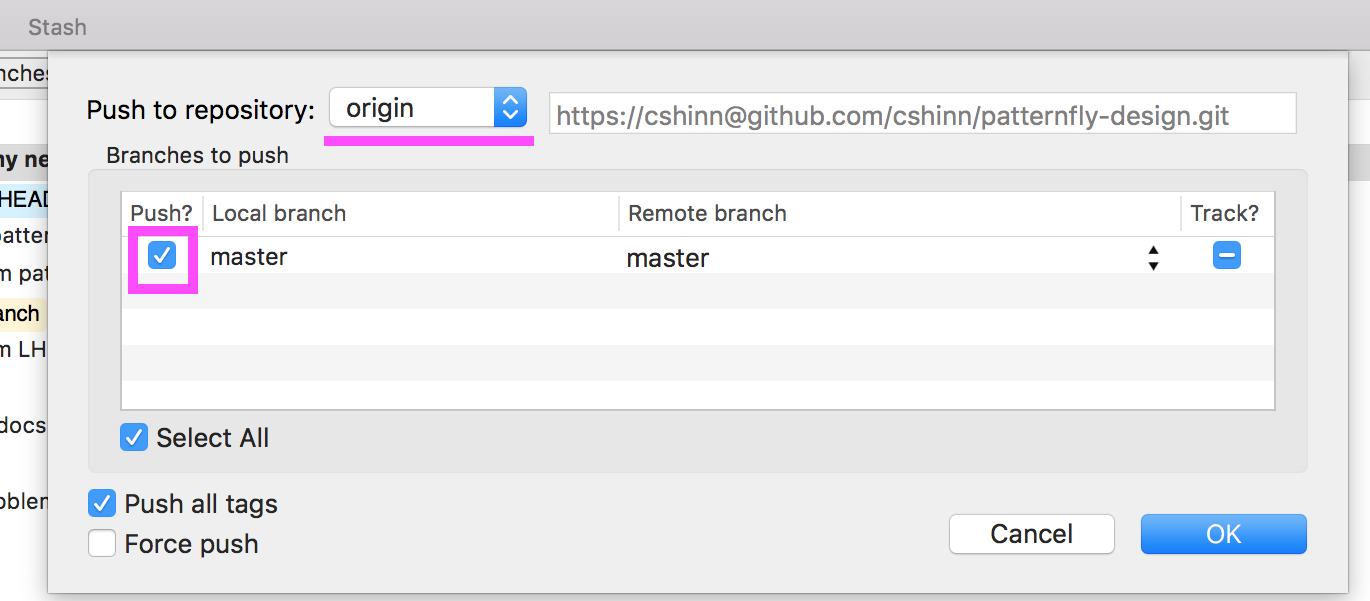 Stash
nches
Push to repository: origin https://cshinn@github.com/cshinn/patternfly-design.git
Branches to push
ny ne
HEAD
Push? Local branch Remote branch Track?
patter
master master
m pat
anch
m LH
docs
Select All
oblem
Push all tags
Force push
Cancel OK